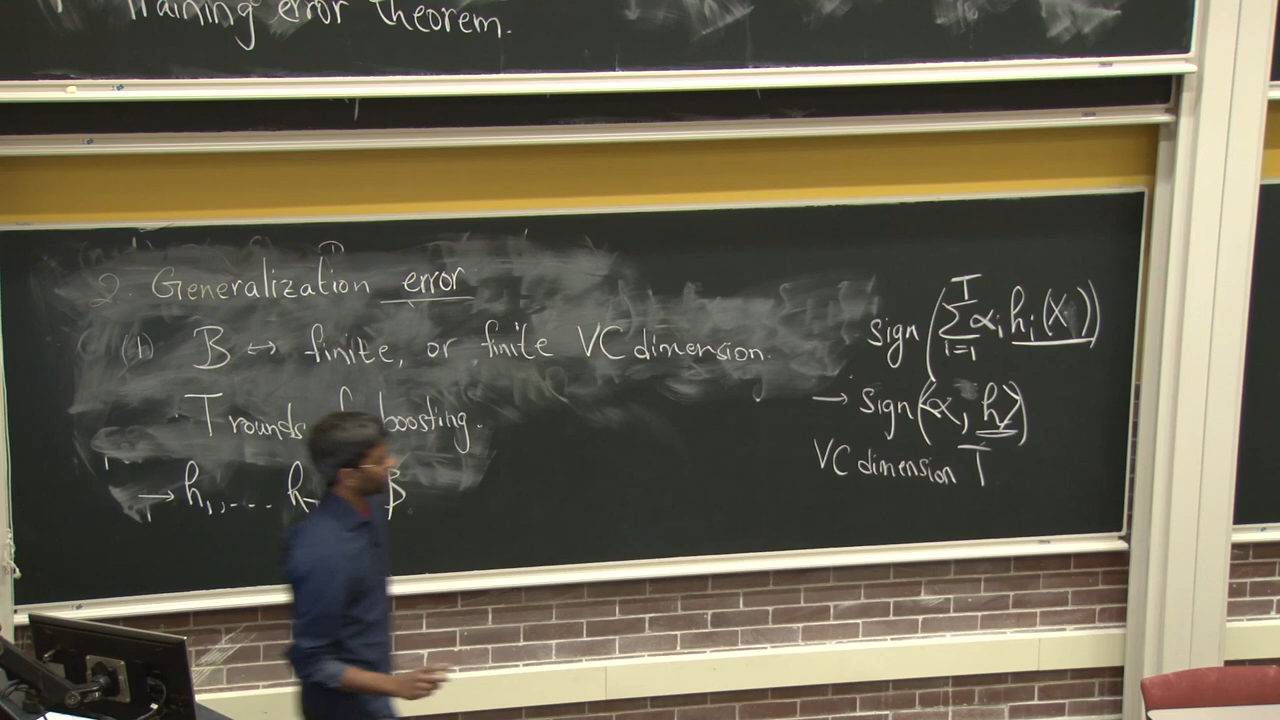 Training error theorem.
2. Generalization error
(1) B ↔ finite, or finite VC dimension.
T rounds boosting.
→ h₁, .... h
sign (∑ᵢ₌₁ᵀ αᵢ hᵢ(x))
→ sign(⟨α, h⟩)
VC dimension T